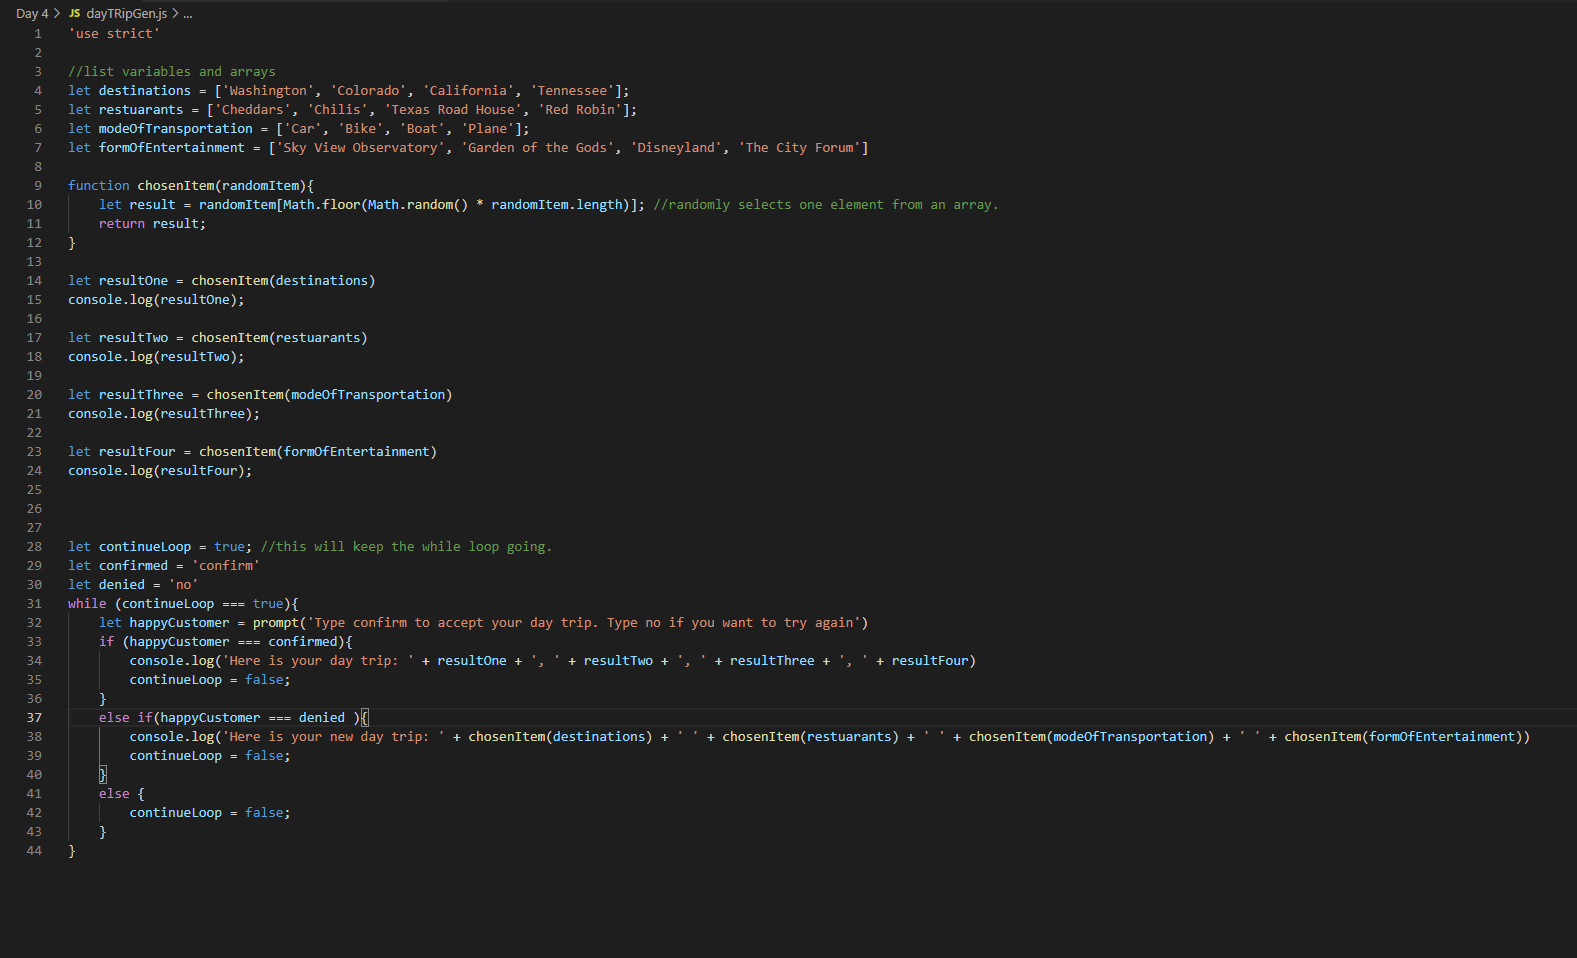 Day 4 > JS dayTRipGen.js > ...
1 'use strict'
2
3 //list variables and arrays
4 let destinations = ['Washington', 'Colorado', 'California', 'Tennessee'];
5 let restuarants = ['Cheddars', 'Chilis', 'Texas Road House', 'Red Robin'];
6 let modeOfTransportation = ['Car', 'Bike', 'Boat', 'Plane'];
7 let formOfEntertainment = ['Sky View Observatory', 'Garden of the Gods', 'Disneyland', 'The City Forum']
8
9 function chosenItem(randomItem){
10     let result = randomItem[Math.floor(Math.random() * randomItem.length)]; //randomly selects one element from an array.
11     return result;
12 }
13
14 let resultOne = chosenItem(destinations)
15 console.log(resultOne);
16
17 let resultTwo = chosenItem(restuarants)
18 console.log(resultTwo);
19
20 let resultThree = chosenItem(modeOfTransportation)
21 console.log(resultThree);
22
23 let resultFour = chosenItem(formOfEntertainment)
24 console.log(resultFour);
25
26
27
28 let continueLoop = true; //this will keep the while loop going.
29 let confirmed = 'confirm'
30 let denied = 'no'
31 while (continueLoop === true){
32     let happyCustomer = prompt('Type confirm to accept your day trip. Type no if you want to try again')
33     if (happyCustomer === confirmed){
34         console.log('Here is your day trip: ' + resultOne + ', ' + resultTwo + ', ' + resultThree + ', ' + resultFour)
35         continueLoop = false;
36     }
37     else if(happyCustomer === denied ){
38         console.log('Here is your new day trip: ' + chosenItem(destinations) + ' ' + chosenItem(restuarants) + ' ' + chosenItem(modeOfTransportation) + ' ' + chosenItem(formOfEntertainment))
39         continueLoop = false;
40     }
41     else {
42         continueLoop = false;
43     }
44 }